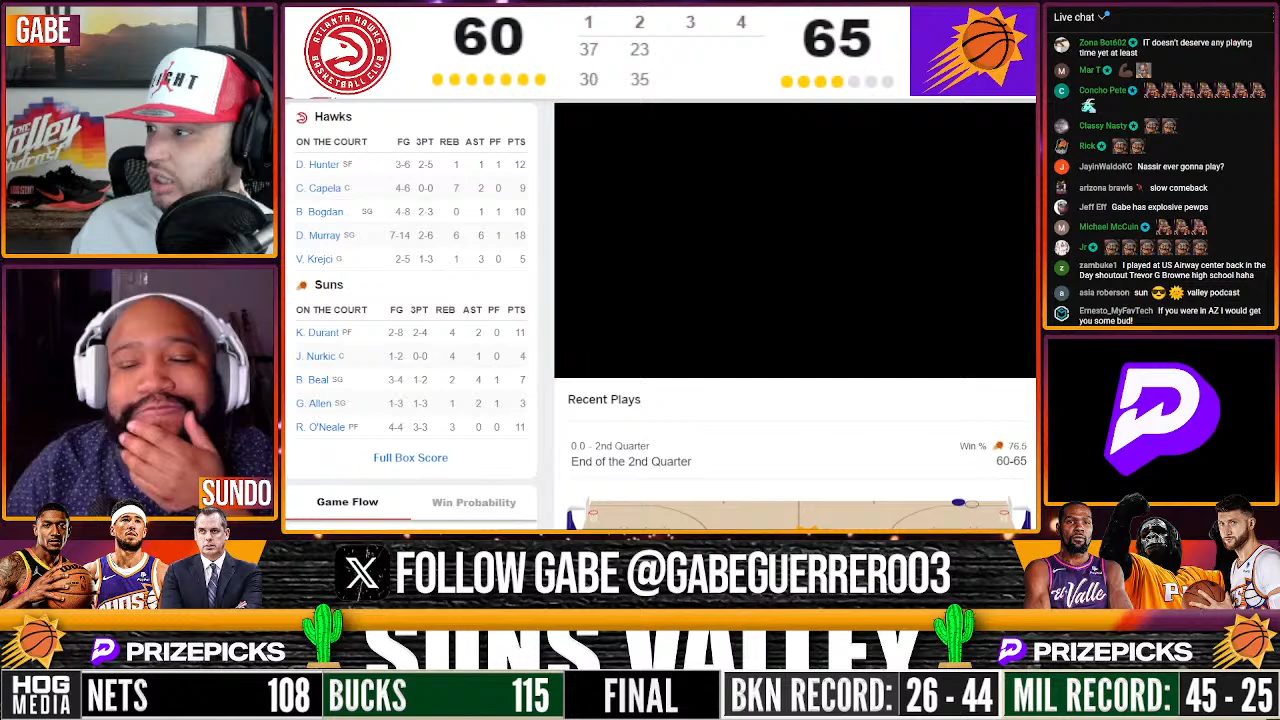 GABE
ATLANTA HAWKS
BASKETBALL CLUB
60
1 2 3 4
37 23
30 35
65
Hawks
ON THE COURT FG 3PT REB AST PF PTS
D. Hunter SF 3-6 2-5 1 1 1 12
C. Capela C 4-6 0-0 7 2 0 9
B. Bogdan SG 4-8 2-3 0 1 1 10
D. Murray SG 7-14 2-6 6 6 1 18
V. Krejci G 2-5 1-3 1 3 0 5
Suns
ON THE COURT FG 3PT REB AST PF PTS
K. Durant PF 2-8 2-4 4 2 0 11
J. Nurkic C 1-2 0-0 4 1 0 4
B. Beal SG 3-4 1-2 2 4 1 7
G. Allen SG 1-3 1-3 1 2 1 3
R. O'Neale PF 4-4 3-3 3 0 0 11
Full Box Score
Game Flow
Win Probability
Recent Plays
0.0 - 2nd Quarter
Win % 76.5
End of the 2nd Quarter
60-65
Live chat
Zona Bot602 IT doesn't deserve any playing
time yet at least
Mar T
Concho Pete
Classy Nasty
Rick
JayinWaldoKC Nassir ever gonna play?
arizona brawls slow comeback
Jeff Eff Gabe has explosive pewps
Michael McCuin
Jr
zambuke1 I played at US Airway center back in the
Day shoutout Trevor G Browne high school haha
asia roberson sun valley podcast
Ernesto_MyFavTech If you were in AZ I would get
you some bud!
SUNDO
X FOLLOW GABE @GABEGUERRERO03
PRIZEPICKS
SUNS VALLEY
PRIZEPICKS
HOG
MEDIA
NETS 108
BUCKS 115
FINAL
BKN RECORD: 26 - 44
MIL RECORD: 45 - 25